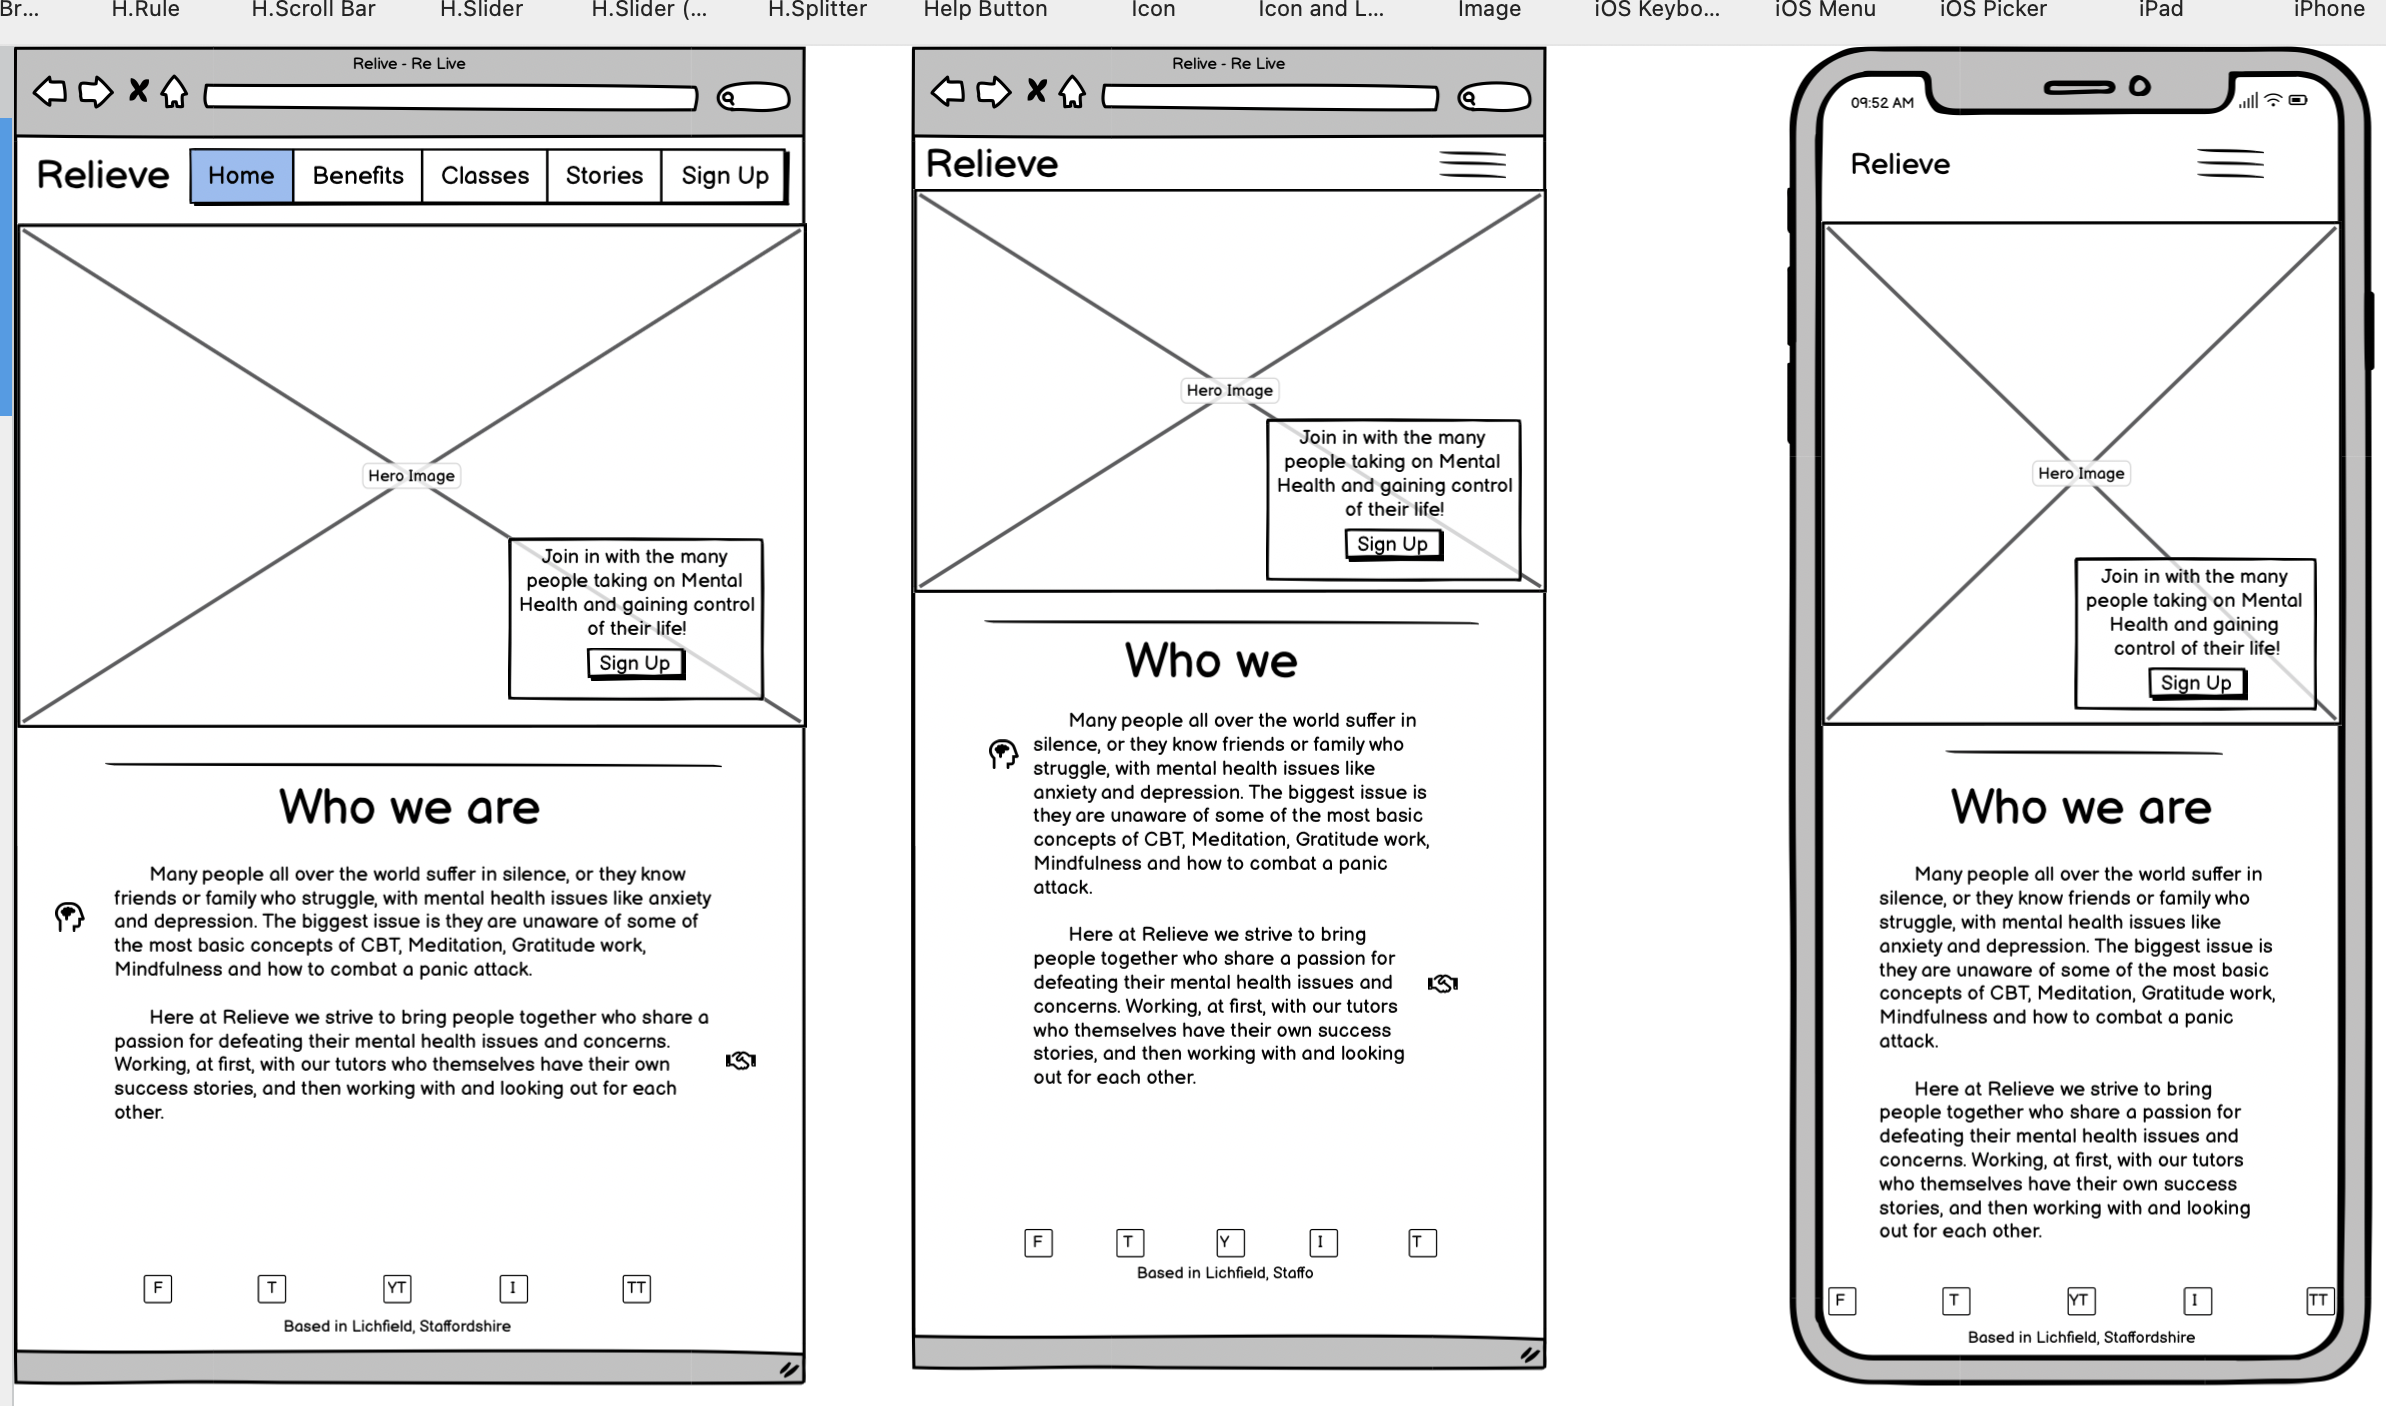 Br...
H.Rule
H.Scroll Bar
H.Slider
H.Slider (...
H.Splitter
Help Button
Icon
Icon and L...
Image
iOS Keybo...
iOS Menu
iOS Picker
iPad
iPhone
Relive - Re Live
Relieve
Home
Benefits
Classes
Stories
Sign Up
Hero Image
Join in with the many
people taking on Mental
Health and gaining control
of their life!
Sign Up
Who we are
Many people all over the world suffer in silence, or they know
friends or family who struggle, with mental health issues like anxiety
and depression. The biggest issue is they are unaware of some of
the most basic concepts of CBT, Meditation, Gratitude work,
Mindfulness and how to combat a panic attack.
Here at Relieve we strive to bring people together who share a
passion for defeating their mental health issues and concerns.
Working, at first, with our tutors who themselves have their own
success stories, and then working with and looking out for each
other.
F
T
YT
I
TT
Based in Lichfield, Staffordshire
Relive - Re Live
Relieve
Hero Image
Join in with the many
people taking on Mental
Health and gaining control
of their life!
Sign Up
Who we
Many people all over the world suffer in
silence, or they know friends or family who
struggle, with mental health issues like
anxiety and depression. The biggest issue is
they are unaware of some of the most basic
concepts of CBT, Meditation, Gratitude work,
Mindfulness and how to combat a panic
attack.
Here at Relieve we strive to bring
people together who share a passion for
defeating their mental health issues and
concerns. Working, at first, with our tutors
who themselves have their own success
stories, and then working with and looking
out for each other.
F
T
Y
I
T
Based in Lichfield, Staffo
09:52 AM
Relieve
Hero Image
Join in with the many
people taking on Mental
Health and gaining
control of their life!
Sign Up
Who we are
Many people all over the world suffer in
silence, or they know friends or family who
struggle, with mental health issues like
anxiety and depression. The biggest issue is
they are unaware of some of the most basic
concepts of CBT, Meditation, Gratitude work,
Mindfulness and how to combat a panic
attack.
Here at Relieve we strive to bring
people together who share a passion for
defeating their mental health issues and
concerns. Working, at first, with our tutors
who themselves have their own success
stories, and then working with and looking
out for each other.
F
T
YT
I
TT
Based in Lichfield, Staffordshire